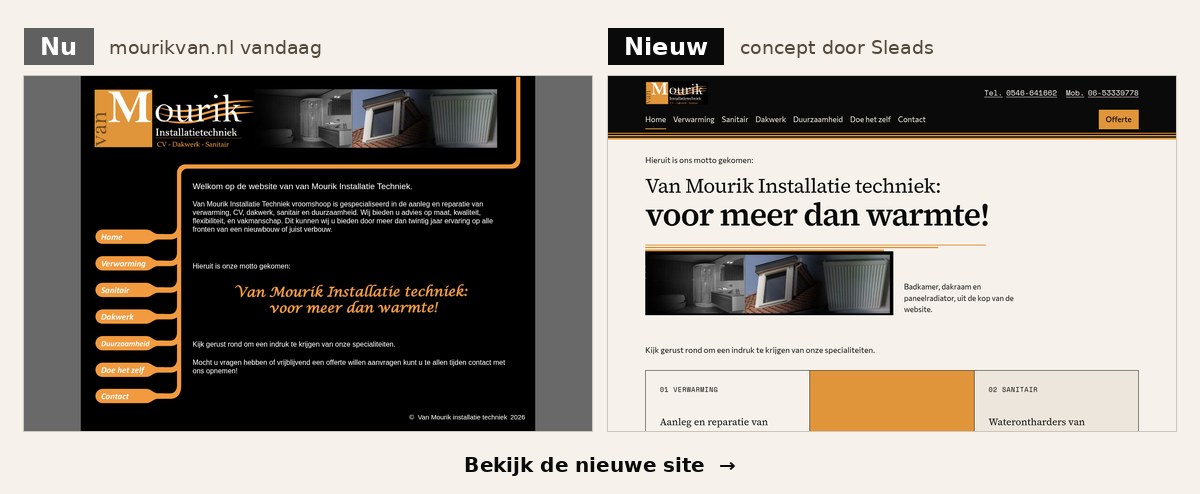 Nu mourikvan.nl vandaag
van Mourik
Installatietechniek
CV - Dakwerk - Sanitair
Welkom op de website van van Mourik Installatie Techniek.
Van Mourik Installatie Techniek vroomshoop is gespecialiseerd in de aanleg en reparatie van
verwarming, CV, dakwerk, sanitair en duurzaamheid. Wij bieden u advies op maat, kwaliteit,
flexibiliteit, en vakmanschap. Dit kunnen wij u bieden door meer dan twintig jaar ervaring op alle
fronten van een nieuwbouw of juist verbouw.
Home
Verwarming
Sanitair
Dakwerk
Duurzaamheid
Doe het zelf
Contact
Hieruit is onze motto gekomen:
Van Mourik Installatie techniek:
voor meer dan warmte!
Kijk gerust rond om een indruk te krijgen van onze specialiteiten.
Mocht u vragen hebben of vrijblijvend een offerte willen aanvragen kunt u te allen tijden contact met
ons opnemen!
© Van Mourik installatie techniek 2026
Nieuw concept door Sleads
van Mourik
Installatietechniek
Tel. 0546-641662 Mob. 06-53339778
Home Verwarming Sanitair Dakwerk Duurzaamheid Doe het zelf Contact Offerte
Hieruit is ons motto gekomen:
Van Mourik Installatie techniek:
voor meer dan warmte!
Badkamer, dakraam en
paneelradiator, uit de kop van de
website.
Kijk gerust rond om een indruk te krijgen van onze specialiteiten.
01 VERWARMING
Aanleg en reparatie van
02 SANITAIR
Waterontharders van
Bekijk de nieuwe site →